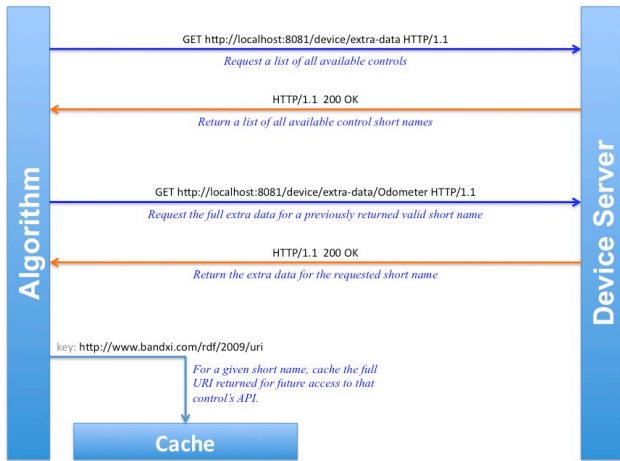 GET http://localhost:8081/device/extra-data HTTP/1.1
Request a list of all available controls
HTTP/1.1 200 OK
Return a list of all available control short names
GET http://localhost:8081/device/extra-data/Odometer HTTP/1.1
Request the full extra data for a previously returned valid short name
HTTP/1.1 200 OK
Return the extra data for the requested short name
Algorithm
Device Server
key: http://www.bandxi.com/rdf/2009/uri
For a given short name, cache the full
URI returned for future access to that
control's API.
Cache